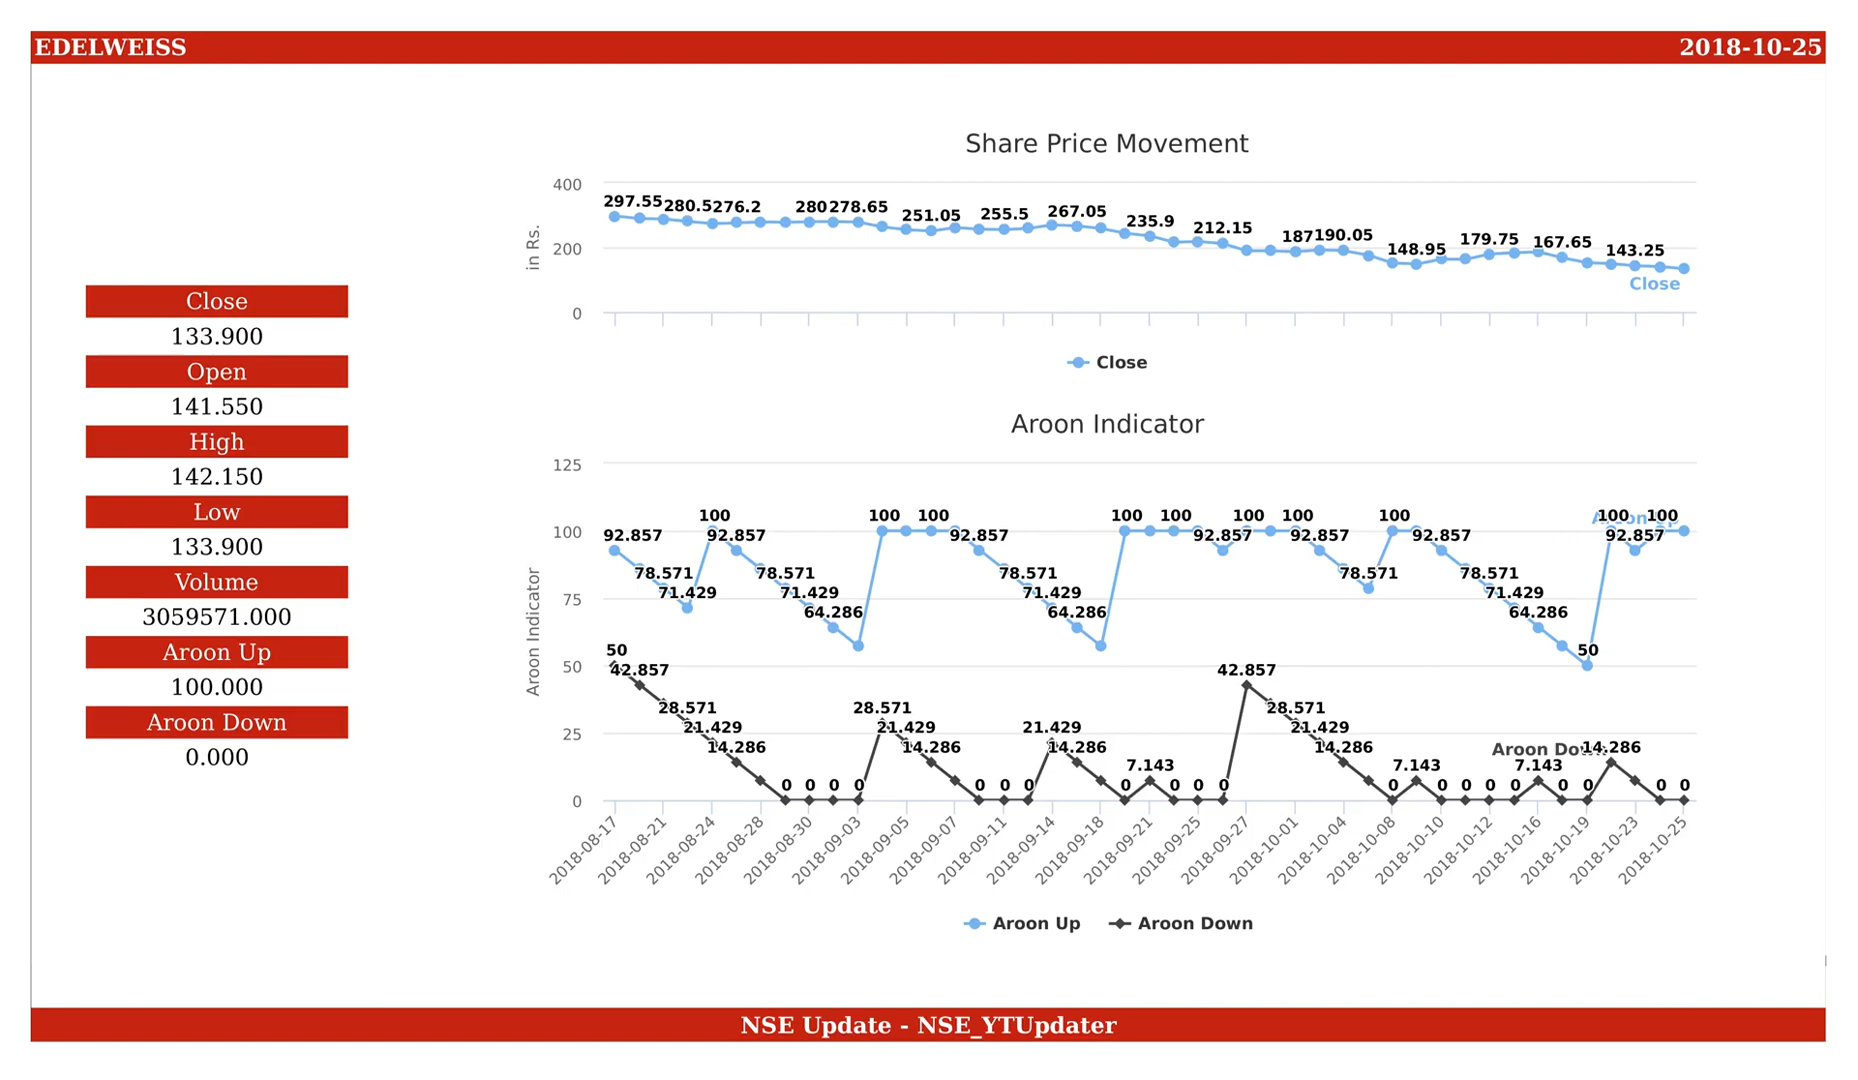 EDELWEISS 2018-10-25
Close
133.900
Open
141.550
High
142.150
Low
133.900
Volume
3059571.000
Aroon Up
100.000
Aroon Down
0.000
Share Price Movement
in Rs.
400
200
0
297.55 280.5 276.2 280 278.65 251.05 255.5 267.05 235.9 212.15 187 190.05 148.95 179.75 167.65 143.25
Close
Close
Aroon Indicator
Aroon Indicator
125
100
75
50
25
0
100 100 100 100 100 100 100 100 100 100
Aroon Up
92.857 92.857 92.857 92.857 92.857 92.857 92.857
78.571 78.571 78.571 78.571 78.571
71.429 71.429 71.429 71.429
64.286 64.286 64.286
50 50
42.857 42.857
28.571 28.571 28.571
21.429 21.429 21.429 21.429
14.286 14.286 14.286 14.286 14.286
Aroon Down
7.143 7.143 7.143
0 0 0 0 0 0 0 0 0 0 0 0 0 0 0 0 0 0 0 0
2018-08-17 2018-08-21 2018-08-24 2018-08-28 2018-08-30 2018-09-03 2018-09-05 2018-09-07 2018-09-11 2018-09-14 2018-09-18 2018-09-21 2018-09-25 2018-09-27 2018-10-01 2018-10-04 2018-10-08 2018-10-10 2018-10-12 2018-10-16 2018-10-19 2018-10-23 2018-10-25
Aroon Up Aroon Down
NSE Update - NSE_YTUpdater